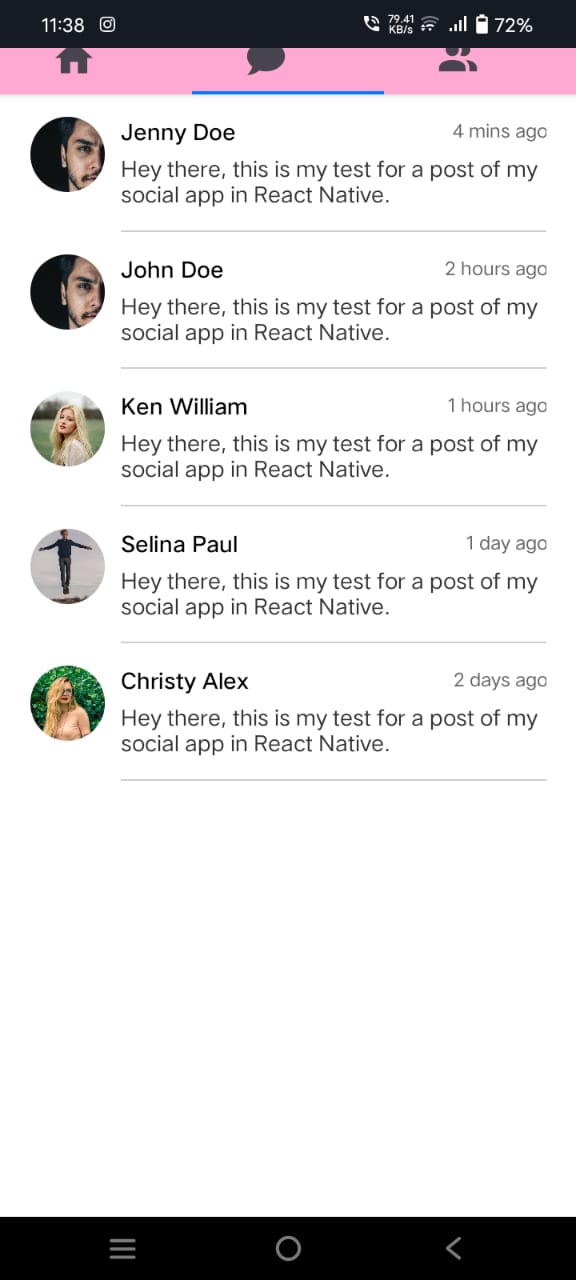 11:38 79.41 KB/s 72%
Jenny Doe 4 mins ago
Hey there, this is my test for a post of my
social app in React Native.
John Doe 2 hours ago
Hey there, this is my test for a post of my
social app in React Native.
Ken William 1 hours ago
Hey there, this is my test for a post of my
social app in React Native.
Selina Paul 1 day ago
Hey there, this is my test for a post of my
social app in React Native.
Christy Alex 2 days ago
Hey there, this is my test for a post of my
social app in React Native.